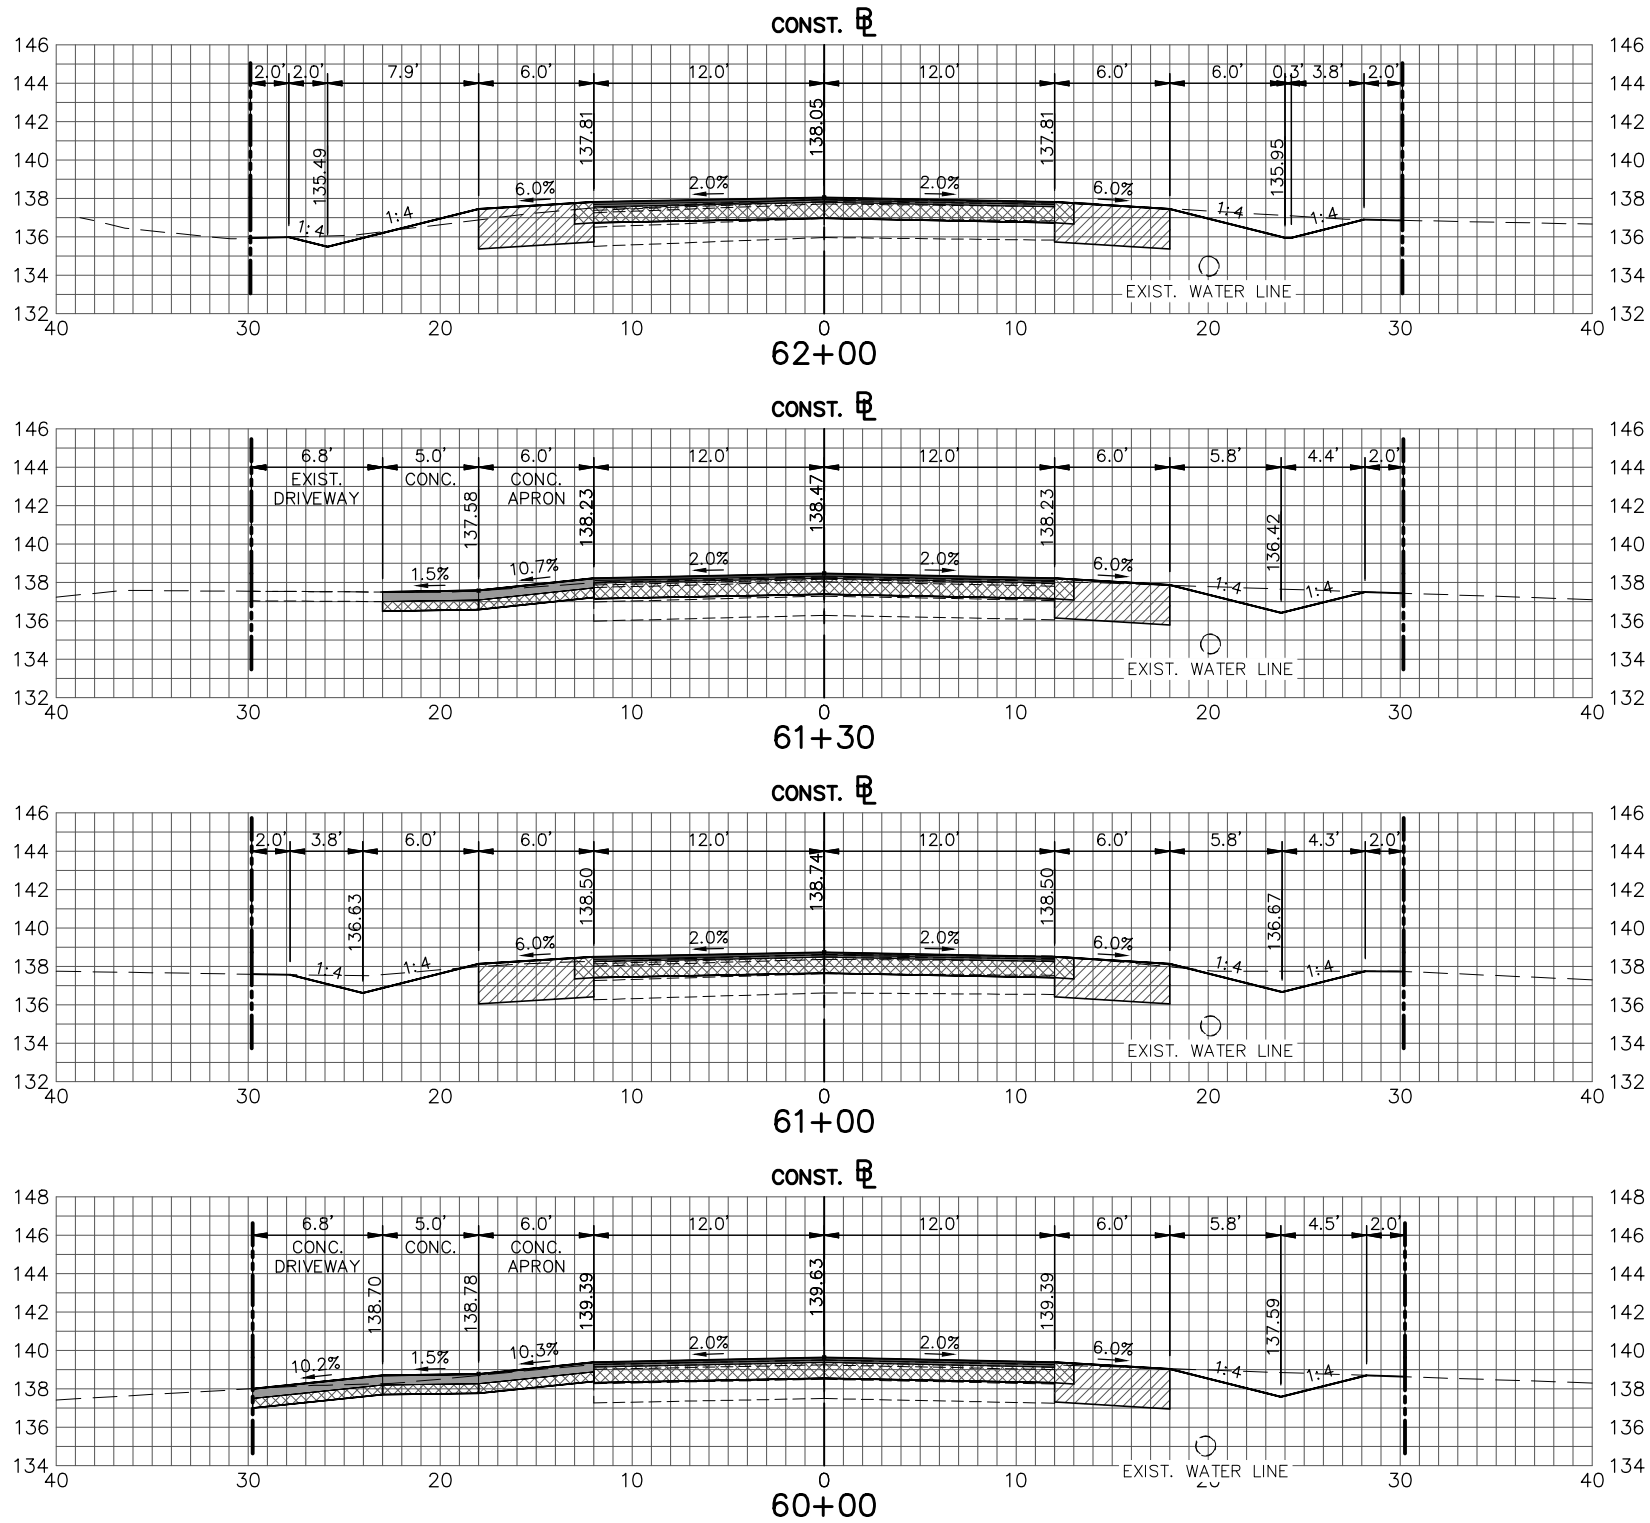 CONST. BL
146 146
2.0' 2.0' 7.9' 6.0' 12.0' 12.0' 6.0' 6.0' 0.3' 3.8' 2.0'
144 144
142 142
135.49 137.81 138.05 137.81 135.95
140 140
138 6.0% 2.0% 2.0% 6.0% 138
1:4 1:4 1:4 1:4
136 136
134 134
EXIST. WATER LINE
132 132
40 30 20 10 0 10 20 30 40
62+00
CONST. BL
146 146
6.8' 5.0' 6.0' 12.0' 12.0' 6.0' 5.8' 4.4' 2.0'
144 144
EXIST. CONC. CONC.
DRIVEWAY APRON
142 142
137.58 138.23 138.47 138.23 136.42
140 140
1.5% 10.7% 2.0% 2.0% 6.0%
138 138
1:4 1:4
136 136
134 134
EXIST. WATER LINE
132 132
40 30 20 10 0 10 20 30 40
61+30
CONST. BL
146 146
2.0' 3.8' 6.0' 6.0' 12.0' 12.0' 6.0' 5.8' 4.3' 2.0'
144 144
142 142
136.63 138.50 138.74 138.50 136.67
140 140
6.0% 2.0% 2.0% 6.0%
138 138
1:4 1:4 1:4 1:4
136 136
134 134
EXIST. WATER LINE
132 132
40 30 20 10 0 10 20 30 40
61+00
CONST. BL
148 148
6.8' 5.0' 6.0' 12.0' 12.0' 6.0' 5.8' 4.5' 2.0'
146 146
CONC. CONC. CONC.
DRIVEWAY APRON
144 144
138.70 138.78 139.39 139.63 139.39 137.59
142 142
140 140
10.2% 1.5% 10.3% 2.0% 2.0% 6.0%
1:4 1:4
138 138
136 136
134 134
EXIST. WATER LINE
40 30 20 10 0 10 20 30 40
60+00